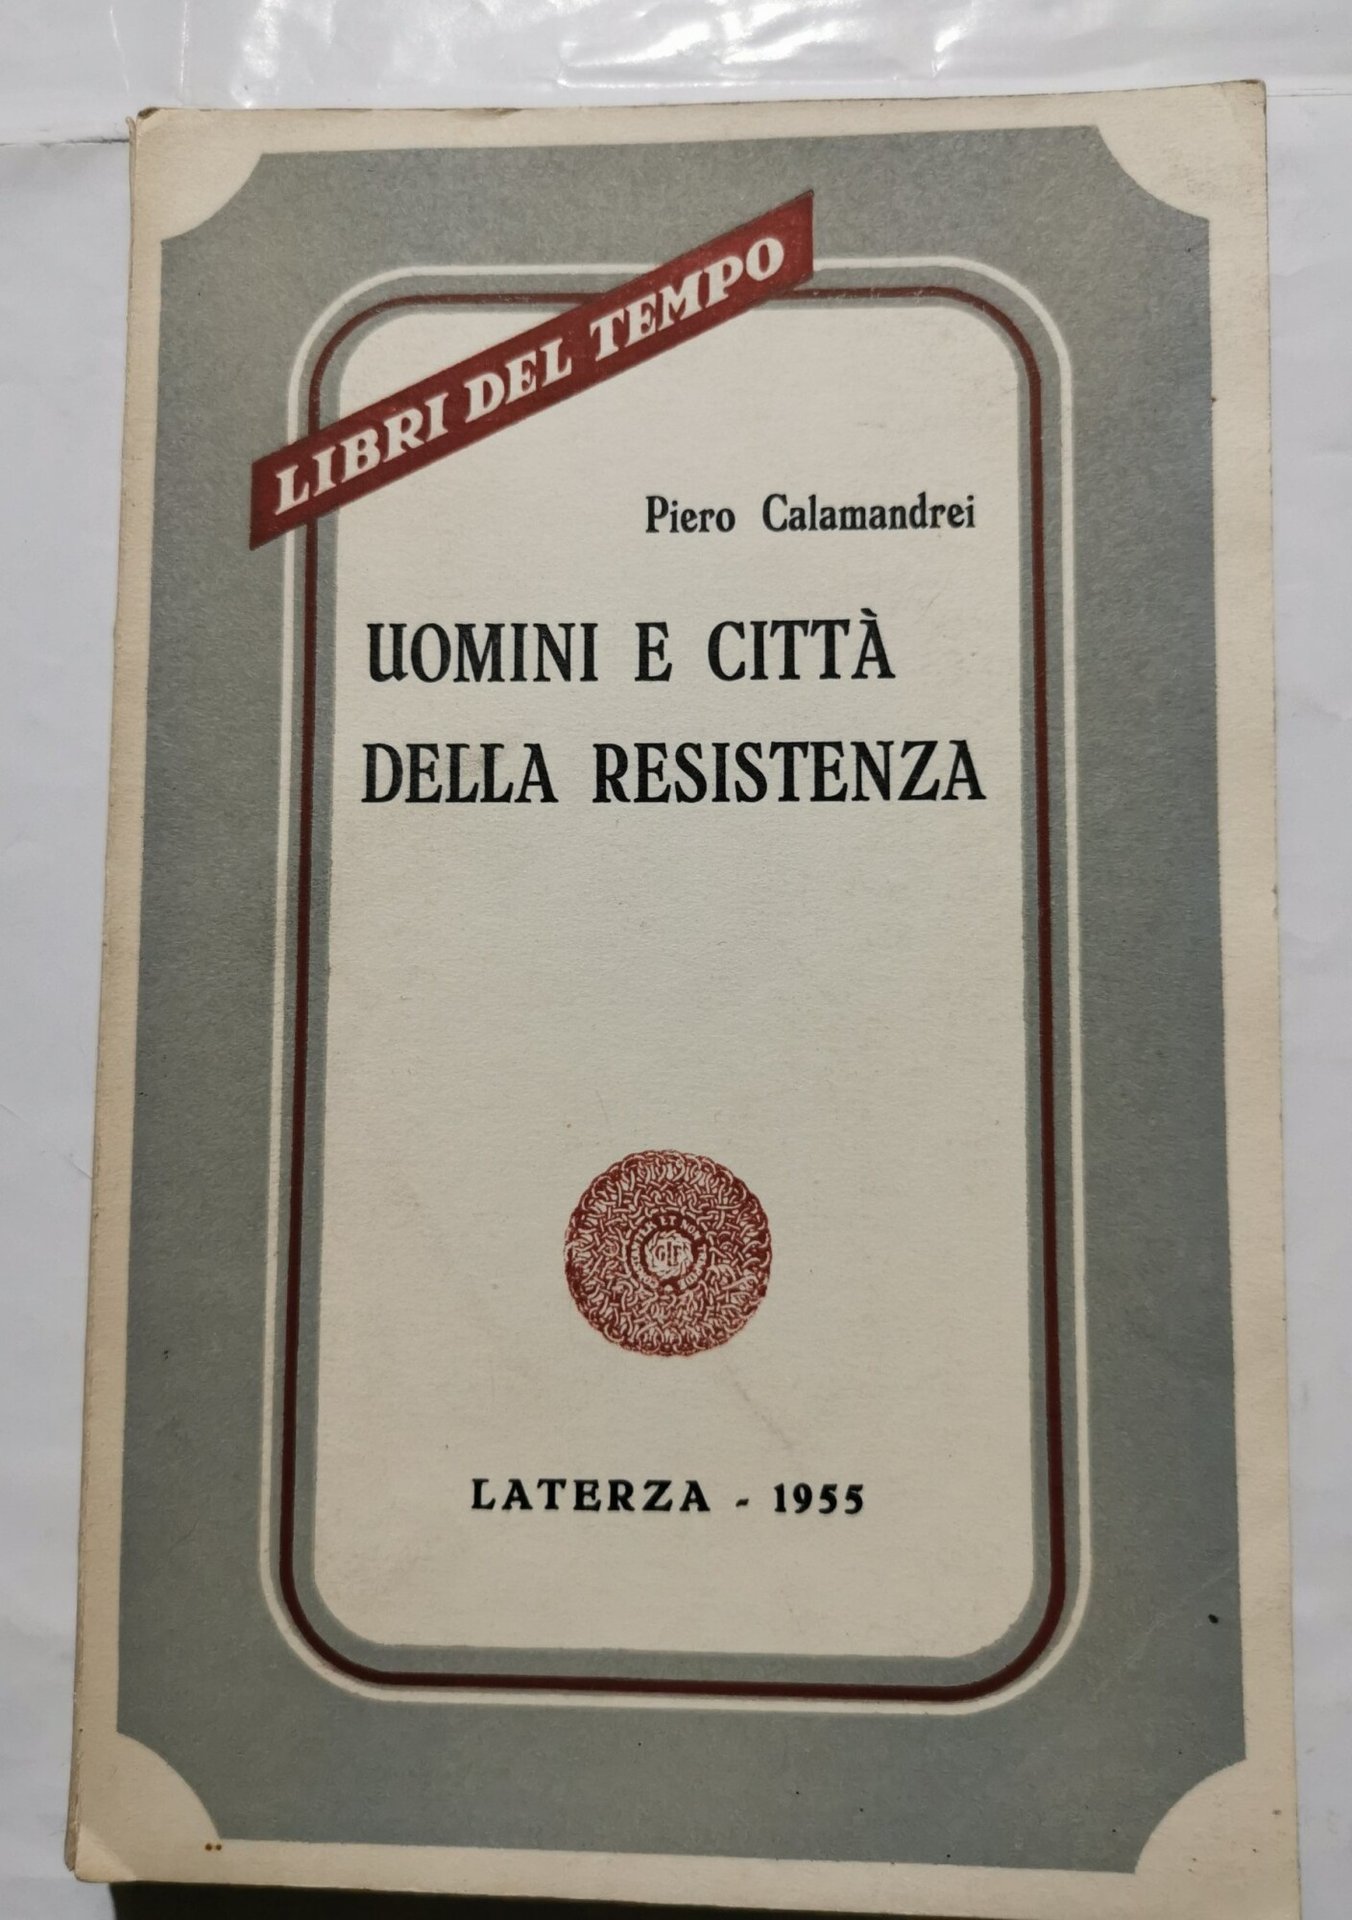 LIBRI DEL TEMPO
Piero Calamandrei
UOMINI E CITTÀ
DELLA RESISTENZA
LATERZA - 1955